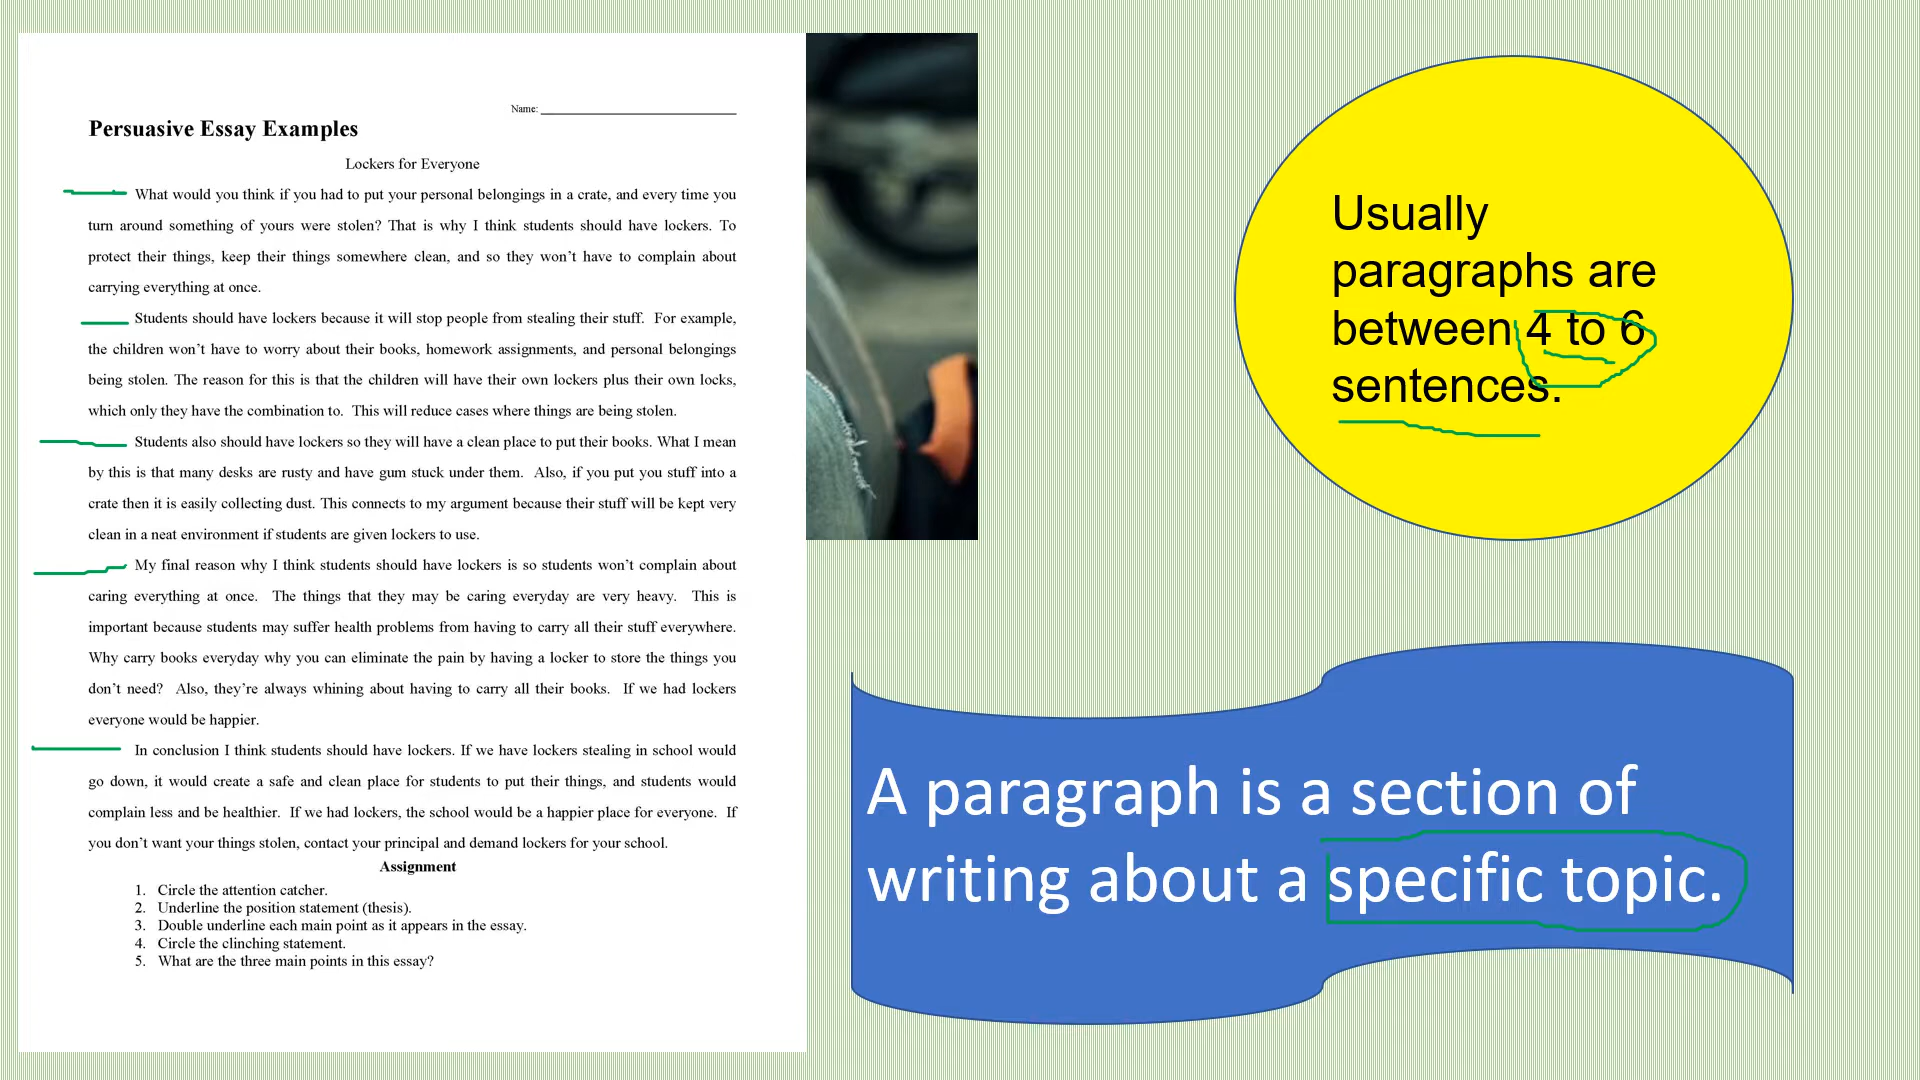 Name:
Persuasive Essay Examples
Lockers for Everyone
What would you think if you had to put your personal belongings in a crate, and every time you
turn around something of yours were stolen? That is why I think students should have lockers. To
protect their things, keep their things somewhere clean, and so they won’t have to complain about
carrying everything at once.
Students should have lockers because it will stop people from stealing their stuff. For example,
the children won’t have to worry about their books, homework assignments, and personal belongings
being stolen. The reason for this is that the children will have their own lockers plus their own locks,
which only they have the combination to. This will reduce cases where things are being stolen.
Students also should have lockers so they will have a clean place to put their books. What I mean
by this is that many desks are rusty and have gum stuck under them. Also, if you put you stuff into a
crate then it is easily collecting dust. This connects to my argument because their stuff will be kept very
clean in a neat environment if students are given lockers to use.
My final reason why I think students should have lockers is so students won’t complain about
caring everything at once. The things that they may be caring everyday are very heavy. This is
important because students may suffer health problems from having to carry all their stuff everywhere.
Why carry books everyday why you can eliminate the pain by having a locker to store the things you
don’t need? Also, they’re always whining about having to carry all their books. If we had lockers
everyone would be happier.
In conclusion I think students should have lockers. If we have lockers stealing in school would
go down, it would create a safe and clean place for students to put their things, and students would
complain less and be healthier. If we had lockers, the school would be a happier place for everyone. If
you don’t want your things stolen, contact your principal and demand lockers for your school.
Assignment
1. Circle the attention catcher.
2. Underline the position statement (thesis).
3. Double underline each main point as it appears in the essay.
4. Circle the clinching statement.
5. What are the three main points in this essay?
Usually
paragraphs are
between 4 to 6
sentences.
A paragraph is a section of
writing about a specific topic.